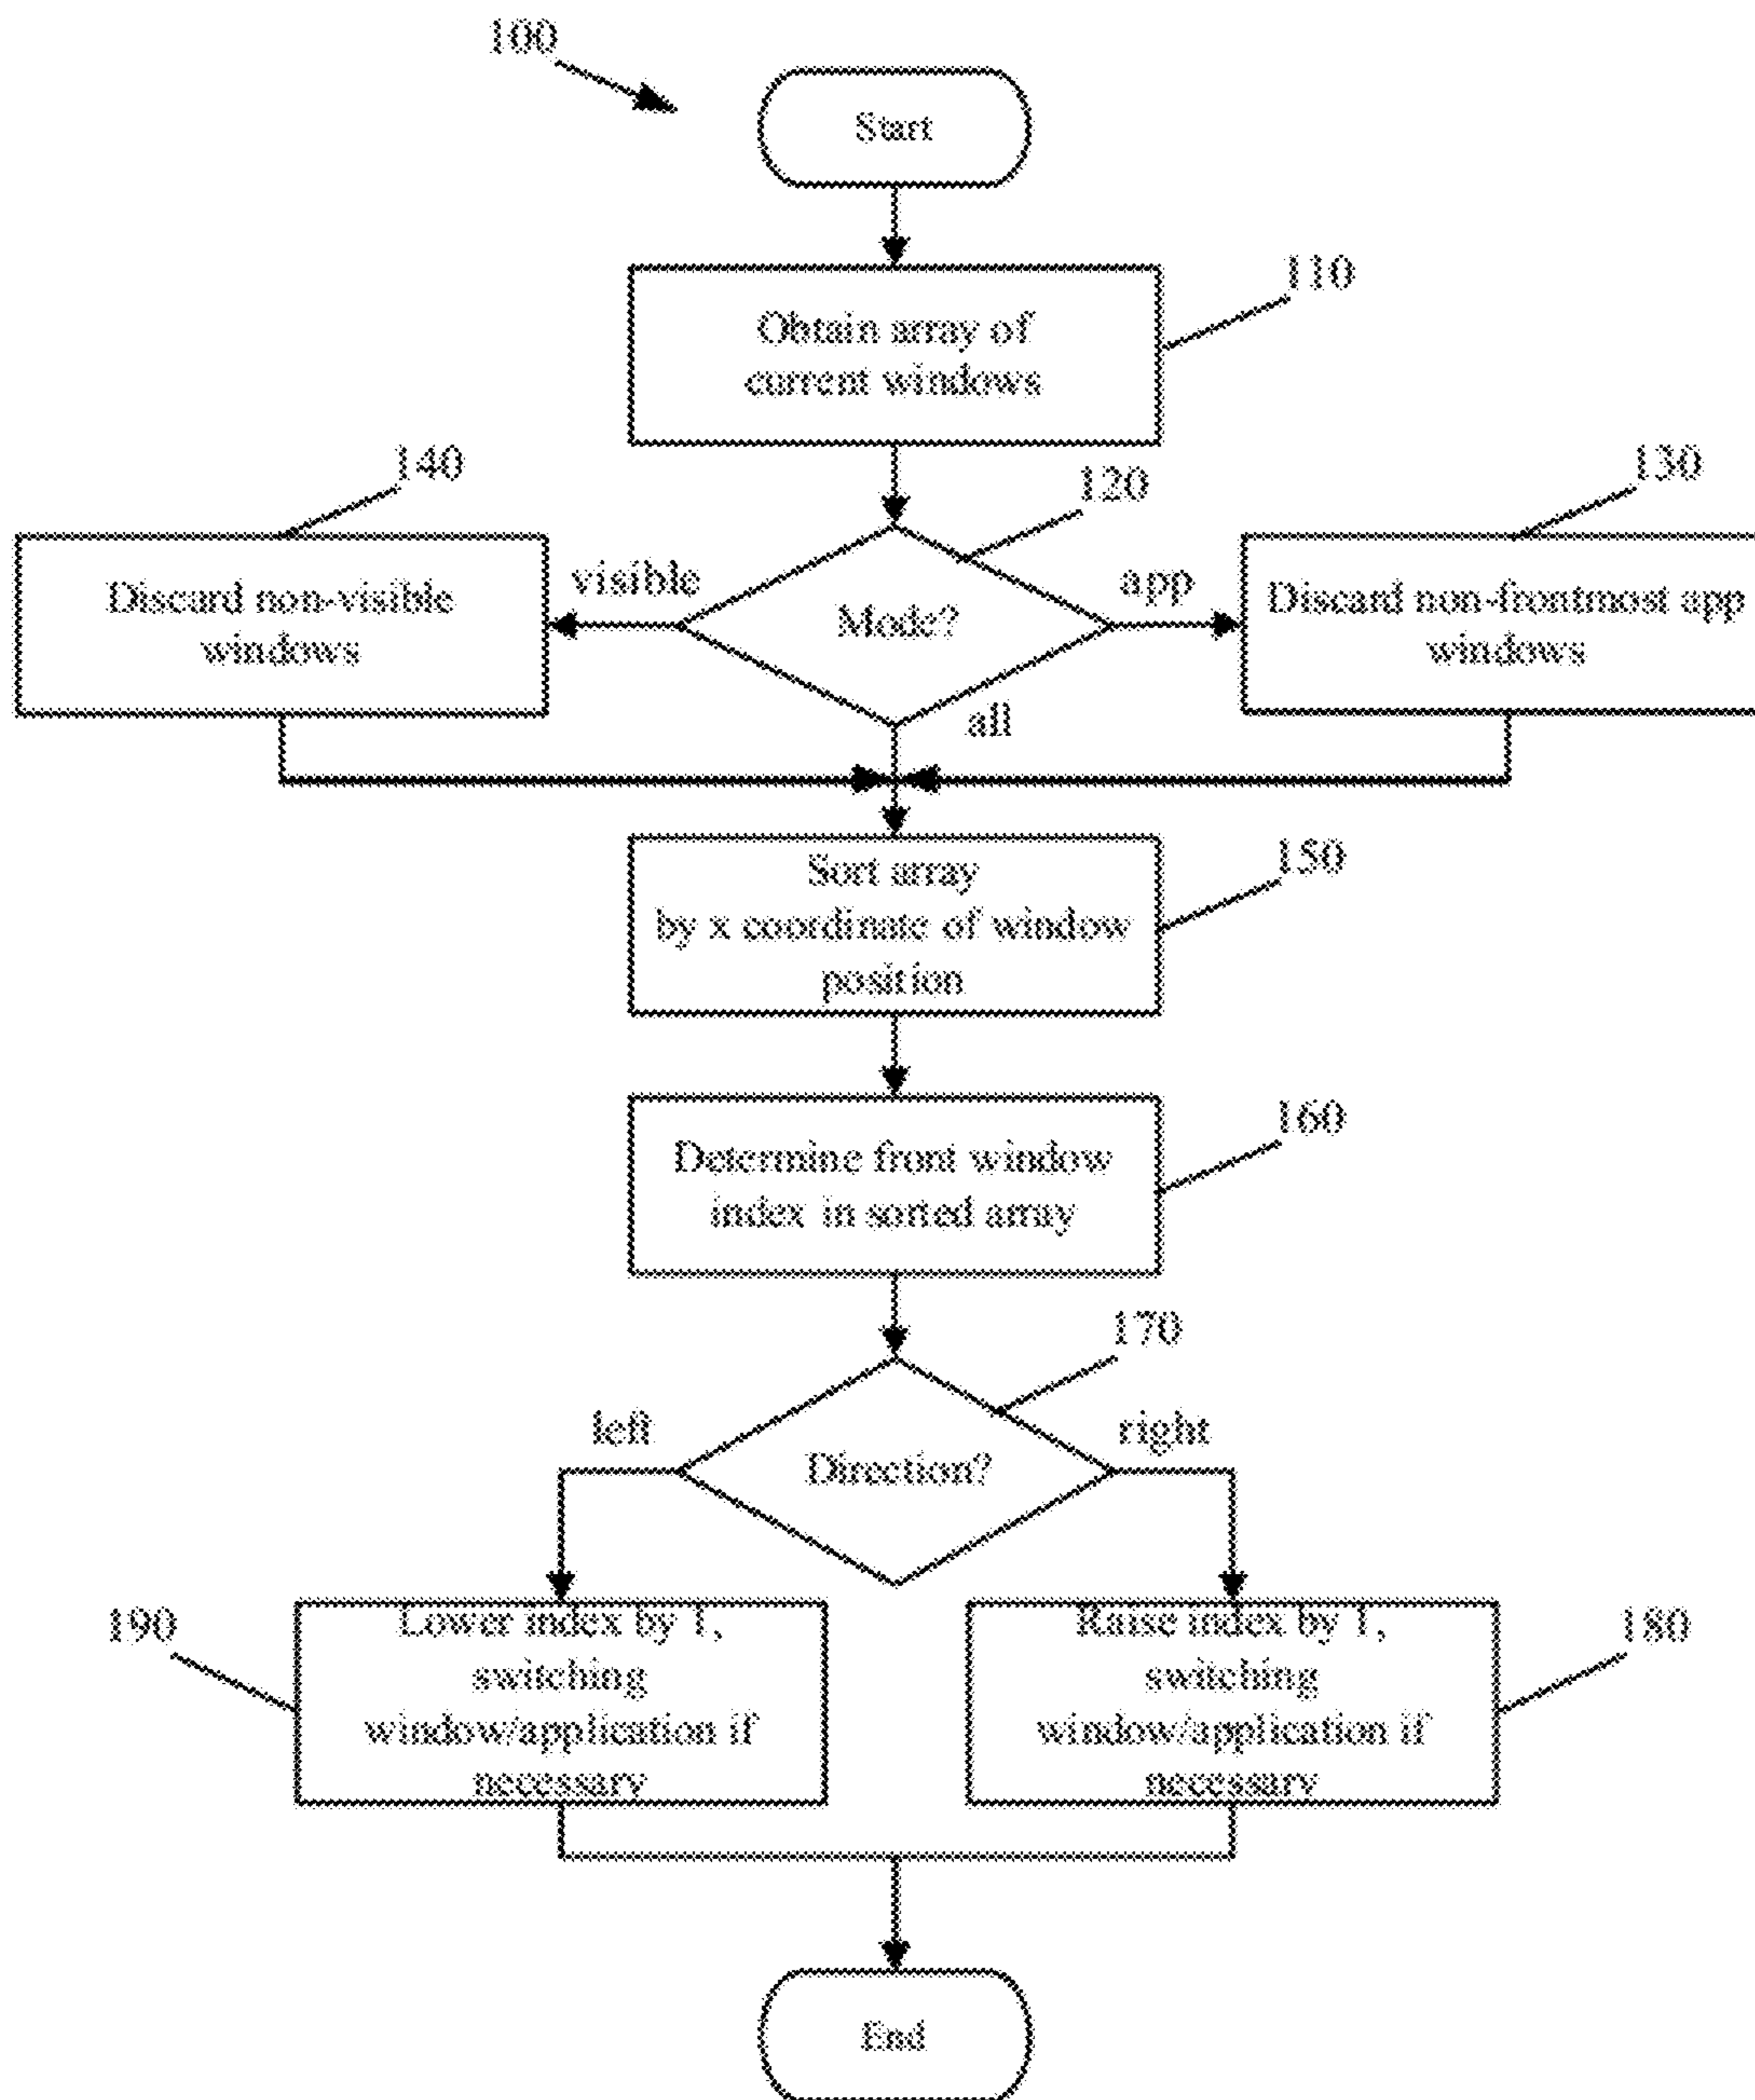 100
Start
110
Obtain array of
current windows
140
120
130
visible
app
Discard non-visible
windows
Mode?
Discard non-frontmost app
windows
all
150
Sort array
by x coordinate of window
position
160
Determine front window
index in sorted array
170
left
right
Direction?
190
Lower index by 1,
switching
window/application if
necessary
180
Raise index by 1,
switching
window/application if
necessary
End